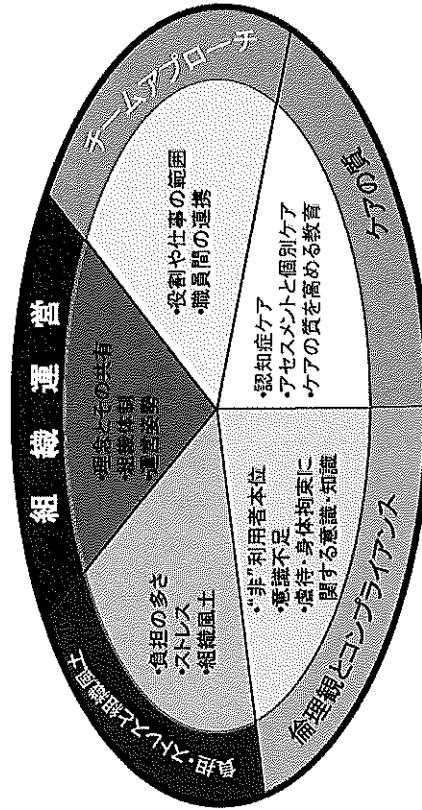 組織運営
・理念とその共有
・組織体制
・運営姿勢
チームアプローチ
・役割や仕事の範囲
・職員間の連携
ケアの質
・認知症ケア
・アセスメントと個別ケア
・ケアの質を高める教育
倫理観とコンプライアンス
・“非”利用者本位
・意識不足
・虐待・身体拘束に
関する意識・知識
負担・ストレスと組織風土
・負担の多さ
・ストレス
・組織風土